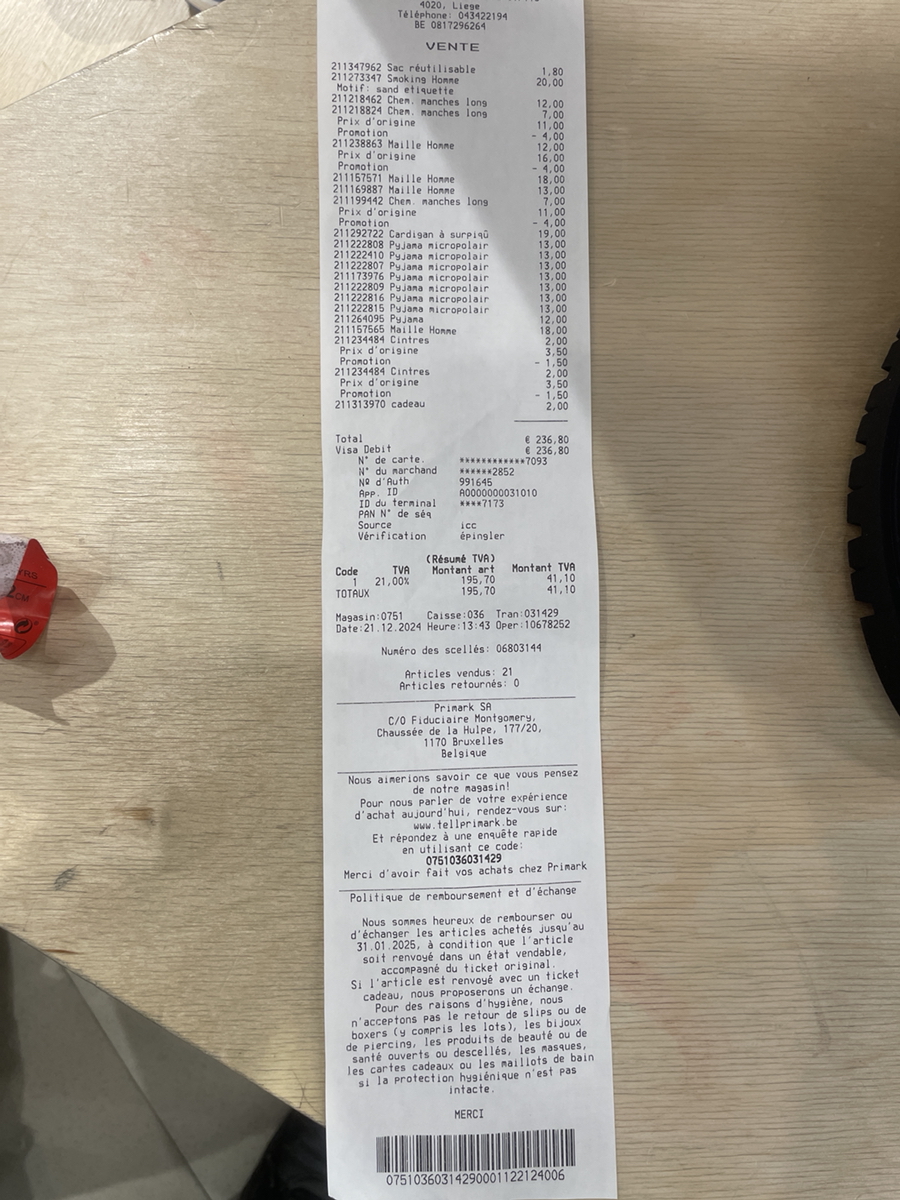 4020, Liege
Téléphone: 043422194
BE 0817296264
VENTE
211347962 Sac réutilisable 1,80
211273347 Smoking Homme 20,00
Motif: sand etiquette
211218462 Chem. manches long 12,00
211218824 Chem. manches long 7,00
Prix d'origine 11,00
Promotion - 4,00
211238863 Maille Homme 12,00
Prix d'origine 16,00
Promotion - 4,00
211157571 Maille Homme 18,00
211169887 Maille Homme 13,00
211199442 Chem. manches long 7,00
Prix d'origine 11,00
Promotion - 4,00
211292722 Cardigan à surpiqû 19,00
211222808 Pyjama micropolair 13,00
211222410 Pyjama micropolair 13,00
211222807 Pyjama micropolair 13,00
211173976 Pyjama micropolair 13,00
211222809 Pyjama micropolair 13,00
211222816 Pyjama micropolair 13,00
211222815 Pyjama micropolair 13,00
211264095 Pyjama 12,00
211157565 Maille Homme 18,00
211234484 Cintres 2,00
Prix d'origine 3,50
Promotion - 1,50
211234484 Cintres 2,00
Prix d'origine 3,50
Promotion - 1,50
211313970 cadeau 2,00
Total € 236,80
Visa Debit € 236,80
N° de carte. ************7093
N° du marchand ******2852
Nº d'Auth 991645
App. ID A0000000031010
ID du terminal ****7173
PAN N° de séq
Source icc
Vérification épingler
(Résumé TVA)
Code TVA Montant art Montant TVA
1 21,00% 195,70 41,10
TOTAUX 195,70 41,10
Magasin:0751 Caisse:036 Tran:031429
Date:21.12.2024 Heure:13:43 Oper:10678252
Numéro des scellés: 06803144
Articles vendus: 21
Articles retournés: 0
Primark SA
C/O Fiduciaire Montgomery,
Chaussée de la Hulpe, 177/20,
1170 Bruxelles
Belgique
Nous aimerions savoir ce que vous pensez
de notre magasin!
Pour nous parler de votre expérience
d'achat aujourd'hui, rendez-vous sur:
www.tellprimark.be
Et répondez à une enquête rapide
en utilisant ce code:
0751036031429
Merci d'avoir fait vos achats chez Primark
Politique de remboursement et d'échange
Nous sommes heureux de rembourser ou
d'échanger les articles achetés jusqu'au
31.01.2025, à condition que l'article
soit renvoyé dans un état vendable,
accompagné du ticket original.
Si l'article est renvoyé avec un ticket
cadeau, nous proposerons un échange.
Pour des raisons d'hygiène, nous
n'acceptons pas le retour de slips ou de
boxers (y compris les lots), les bijoux
de piercing, les produits de beauté ou de
santé ouverts ou descellés, les masques,
les cartes cadeaux ou les maillots de bain
si la protection hygiénique n'est pas
intacte.
MERCI
07510360314290001122124006